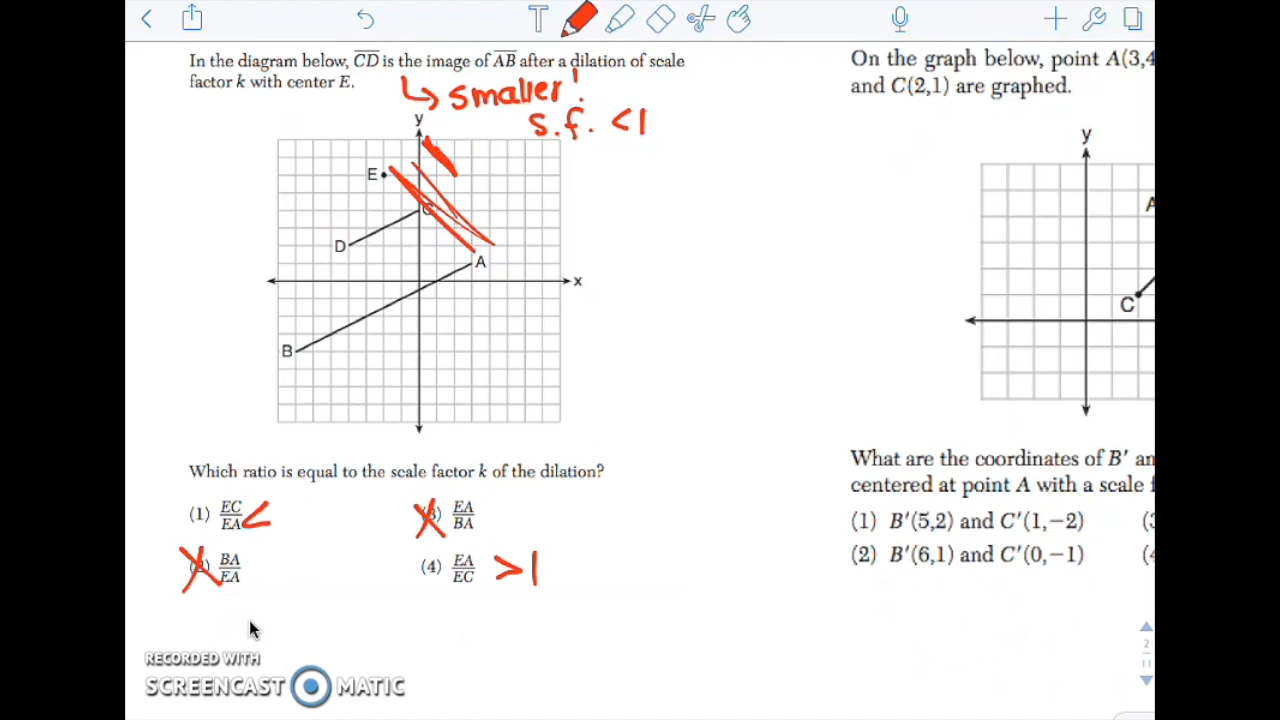 T
In the diagram below, CD is the image of AB after a dilation of scale
factor k with center E.
smaller!
s.f. <1
y
E
C
D
A
x
B
Which ratio is equal to the scale factor k of the dilation?
(1) EC/EA <
(3) EA/BA
(2) BA/EA
(4) EA/EC >1
On the graph below, point A(3,4
and C(2,1) are graphed.
y
A
C
What are the coordinates of B′ an
centered at point A with a scale f
(1) B′(5,2) and C′(1,−2)
(2) B′(6,1) and C′(0,−1)
2
11
RECORDED WITH
SCREENCAST MATIC